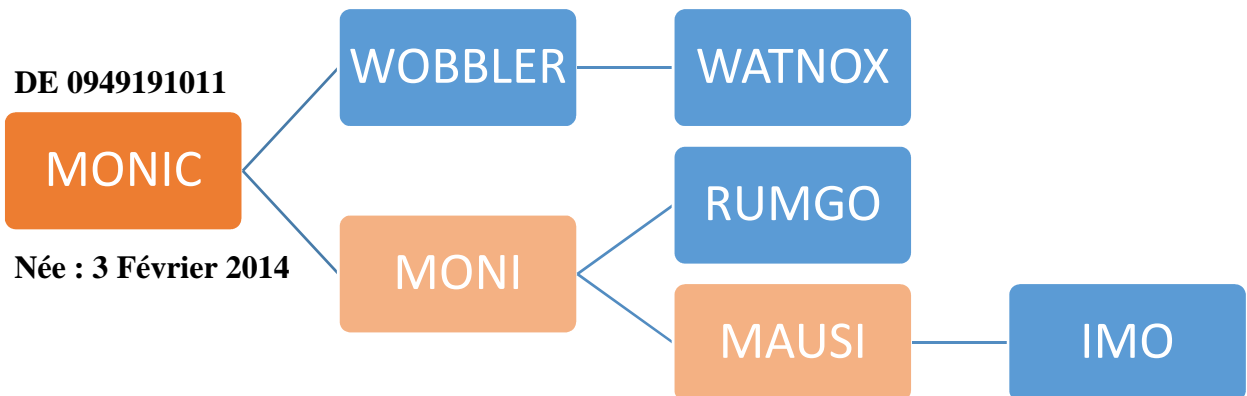 DE 0949191011
MONIC
Née : 3 Février 2014
WOBBLER
MONI
WATNOX
RUMGO
MAUSI
IMO